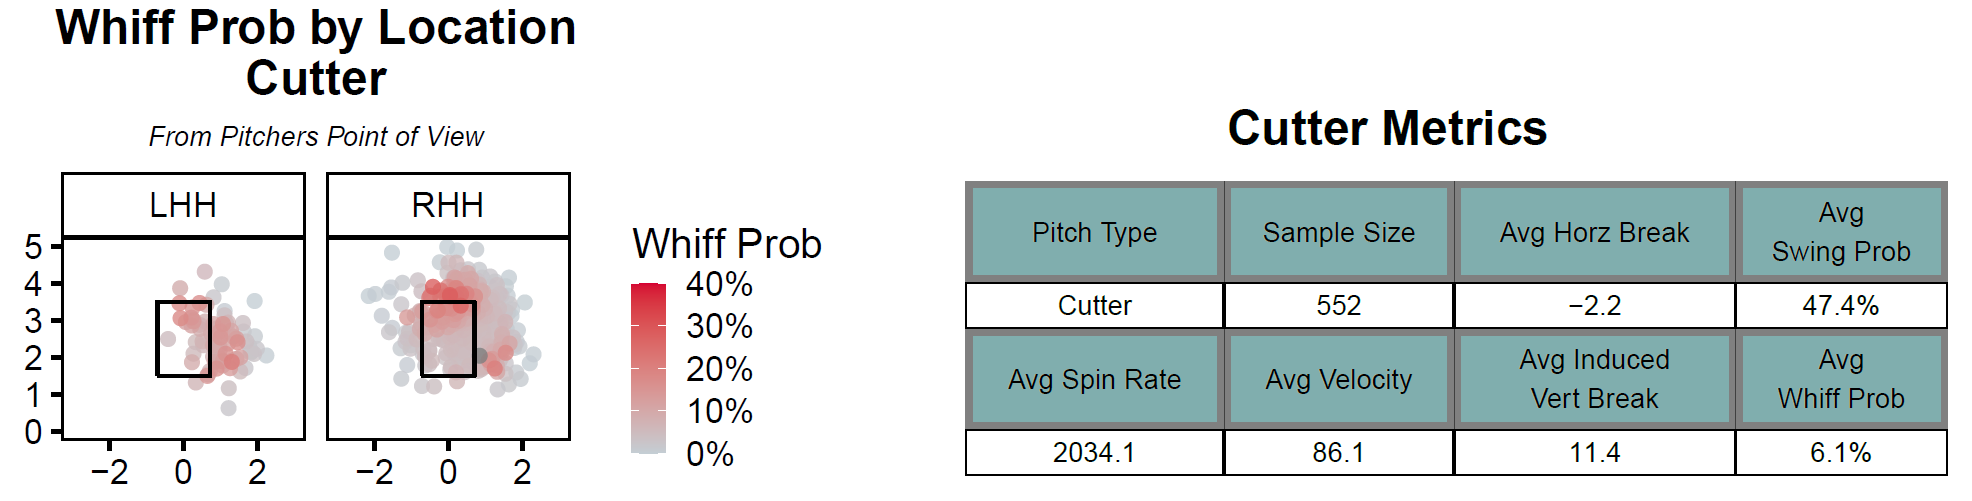 Whiff Prob by Location
Cutter
From Pitchers Point of View
LHH
RHH
5
4
3
2
1
0
−2
0
2
−2
0
2
Whiff Prob
40%
30%
20%
10%
0%
Cutter Metrics
Pitch Type
Sample Size
Avg Horz Break
Avg
Swing Prob
Cutter
552
−2.2
47.4%
Avg Spin Rate
Avg Velocity
Avg Induced
Vert Break
Avg
Whiff Prob
2034.1
86.1
11.4
6.1%